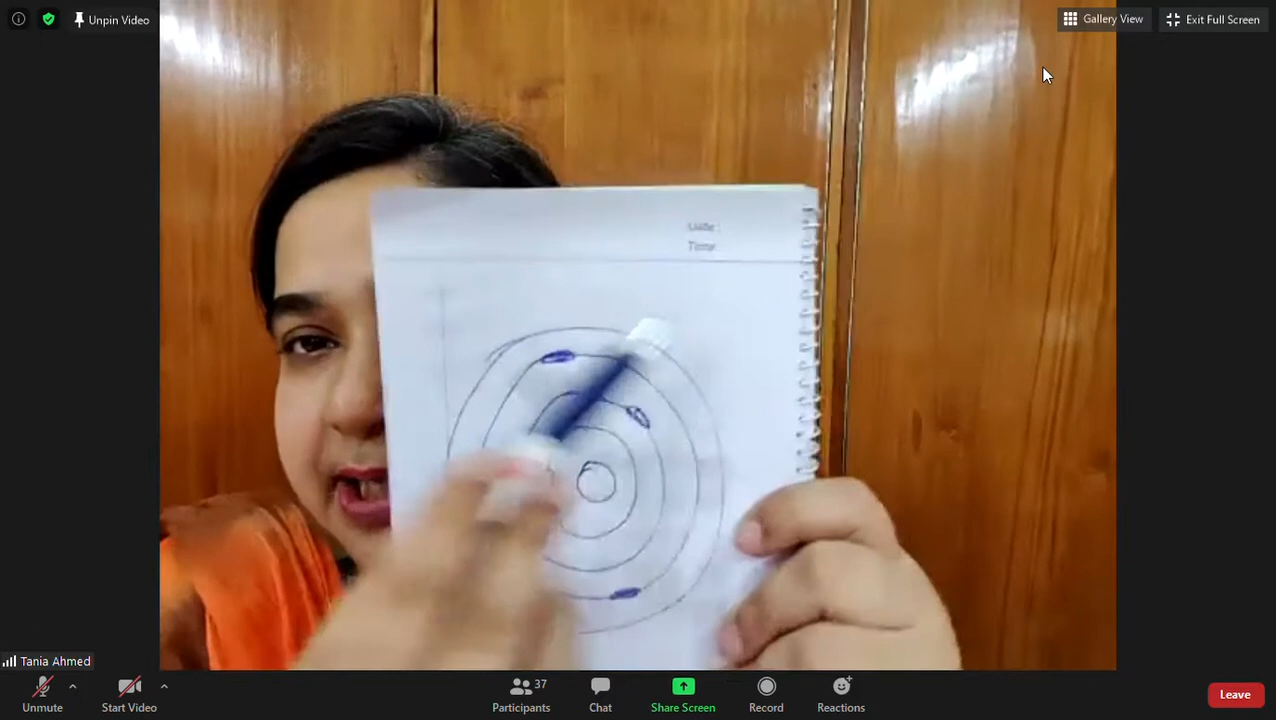 Unpin Video
Gallery View
Exit Full Screen
Date :
Time
Tania Ahmed
Unmute
Start Video
Participants
37
Chat
Share Screen
Record
Reactions
Leave